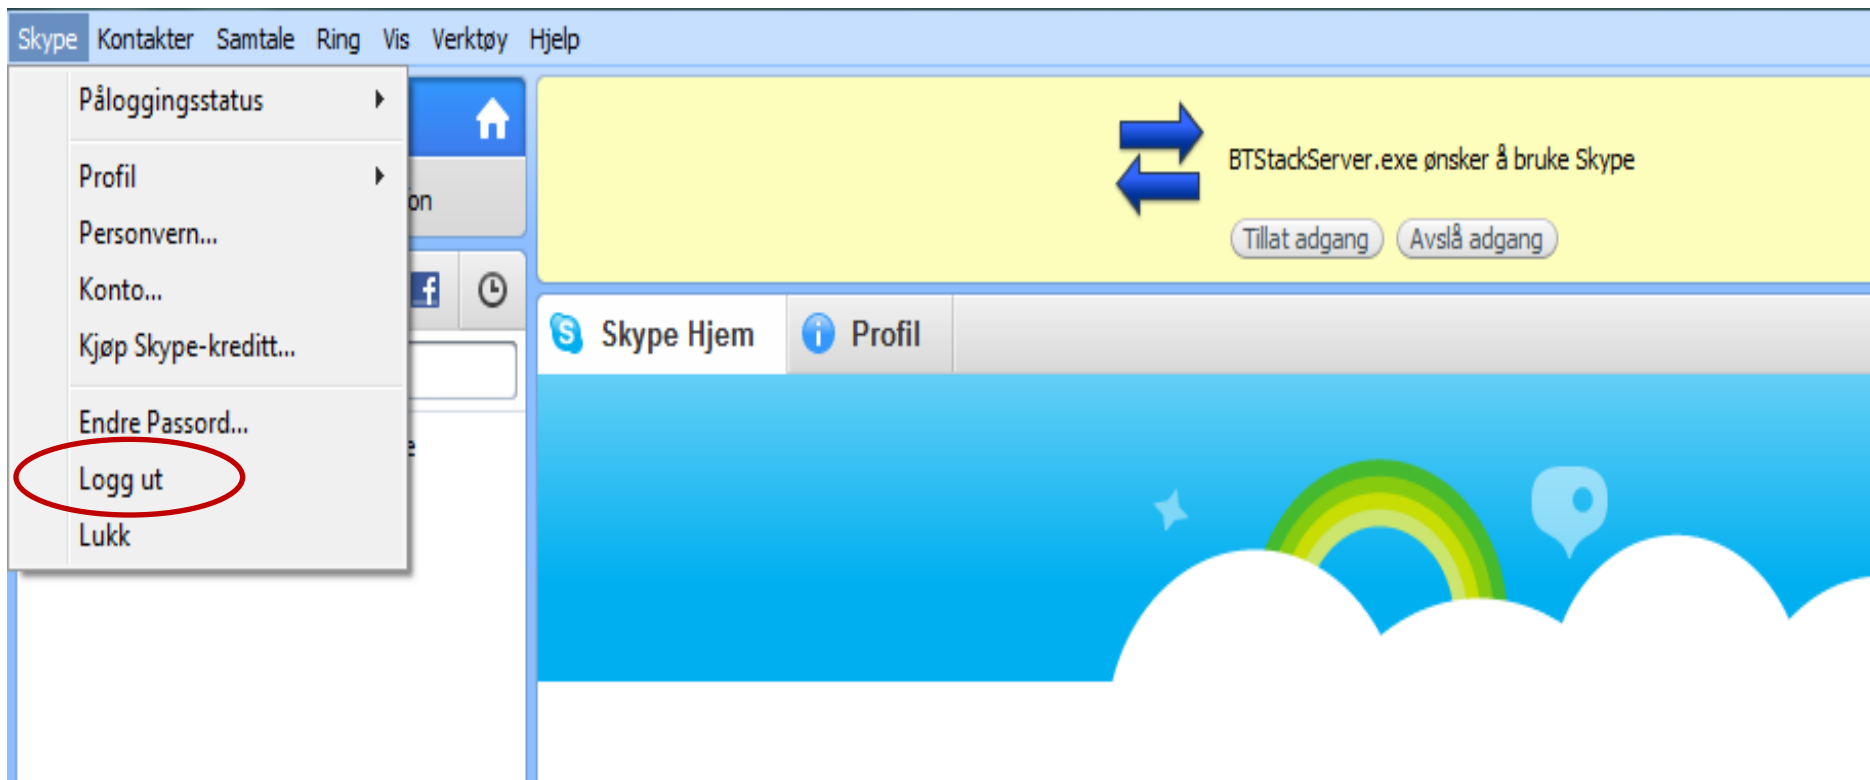 Skype Kontakter Samtale Ring Vis Verktøy Hjelp
Påloggingsstatus
Profil
Personvern...
Konto...
Kjøp Skype-kreditt...
Endre Passord...
Logg ut
Lukk
BTStackServer.exe ønsker å bruke Skype
Tillat adgang Avslå adgang
Skype Hjem Profil